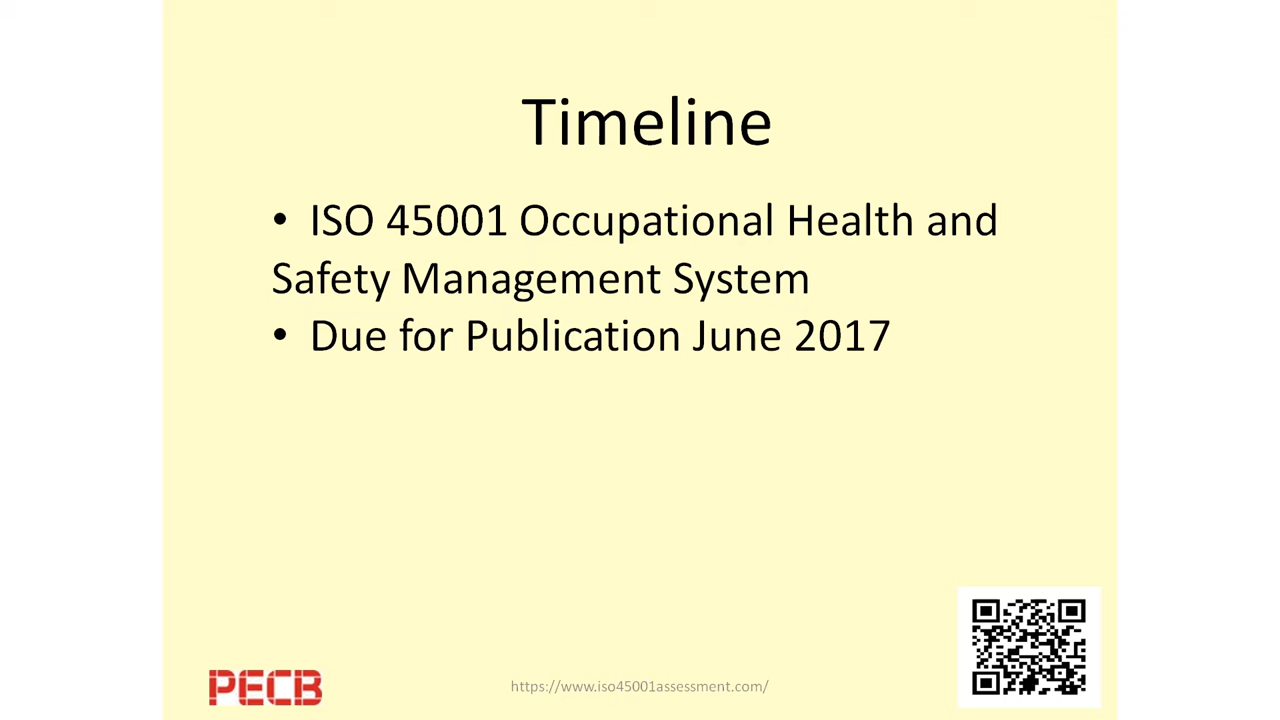 Timeline
• ISO 45001 Occupational Health and
Safety Management System
• Due for Publication June 2017
PECB
https://www.iso45001assessment.com/